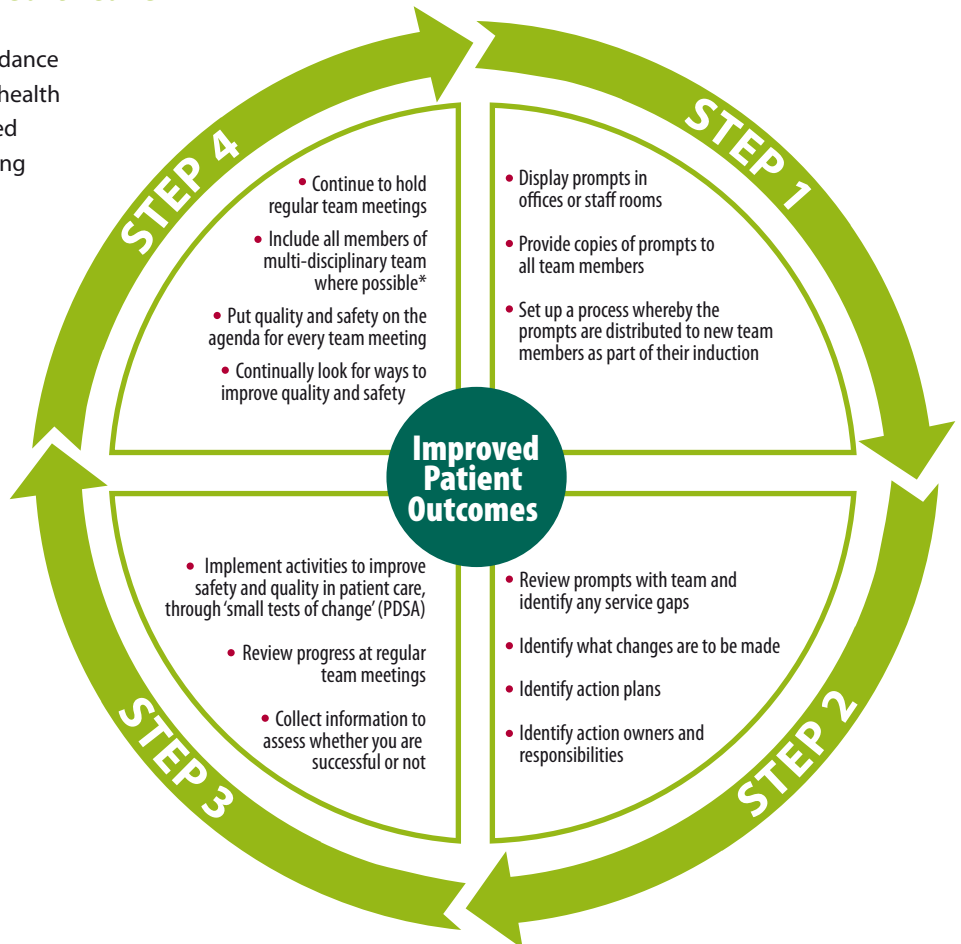 dance
health
ed
ng
STEP 1
• Display prompts in
offices or staff rooms
• Provide copies of prompts to
all team members
• Set up a process whereby the
prompts are distributed to new team
members as part of their induction
STEP 2
• Review prompts with team and
identify any service gaps
• Identify what changes are to be made
• Identify action plans
• Identify action owners and
responsibilities
STEP 3
• Implement activities to improve
safety and quality in patient care,
through ‘small tests of change’ (PDSA)
• Review progress at regular
team meetings
• Collect information to
assess whether you are
successful or not
STEP 4
• Continue to hold
regular team meetings
• Include all members of
multi-disciplinary team
where possible*
• Put quality and safety on the
agenda for every team meeting
• Continually look for ways to
improve quality and safety
Improved
Patient
Outcomes